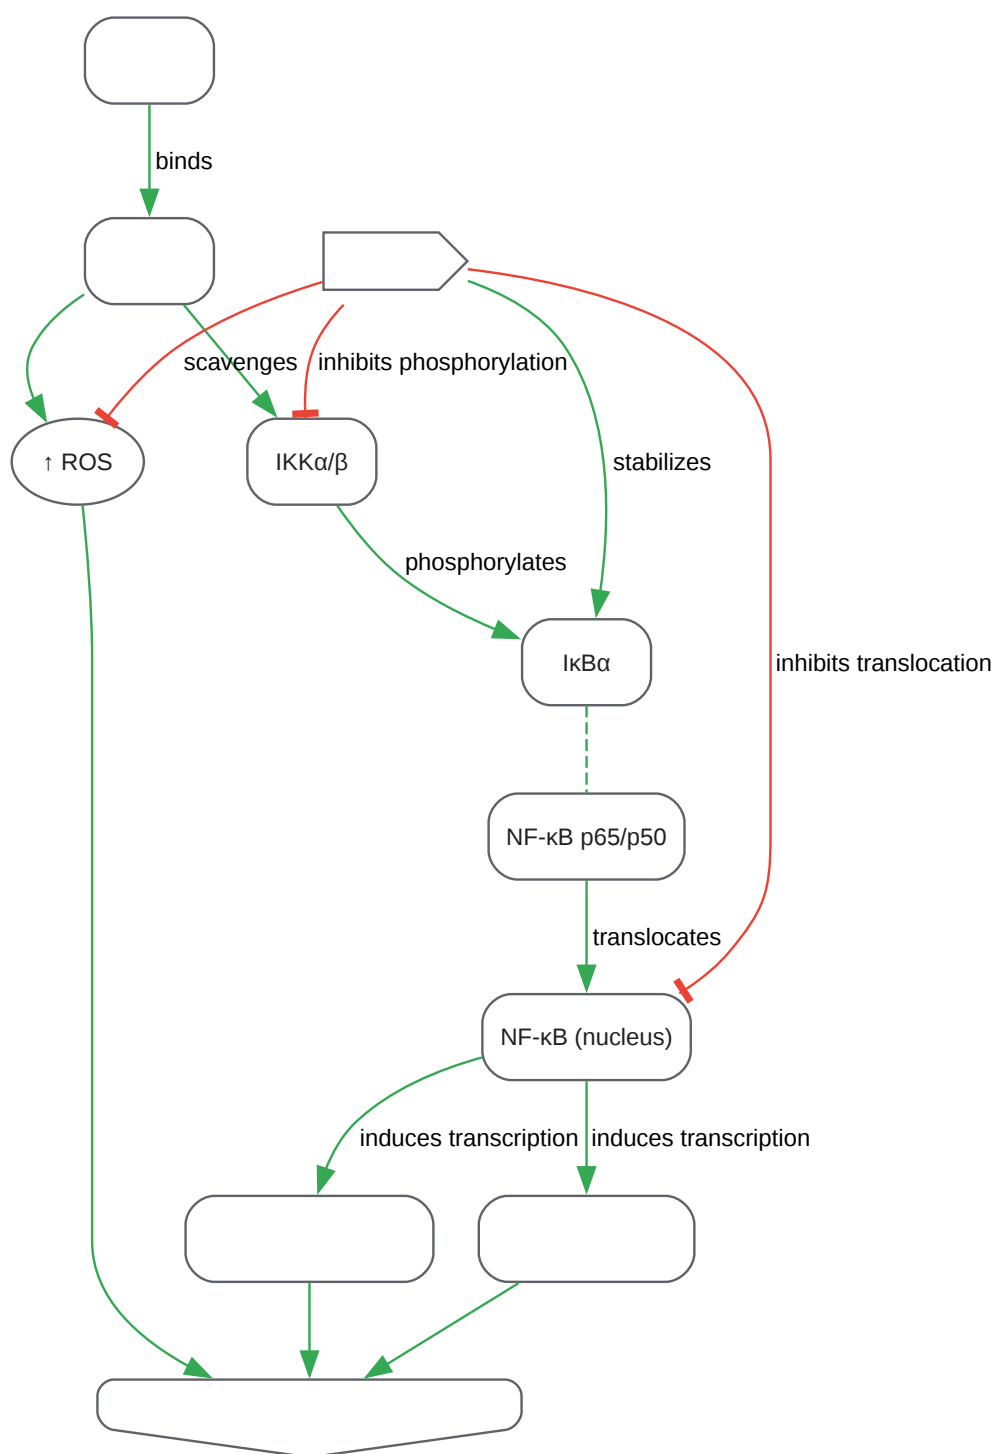 binds
scavenges
inhibits phosphorylation
↑ ROS
IKKα/β
stabilizes
phosphorylates
IκBα
inhibits translocation
NF-κB p65/p50
translocates
NF-κB (nucleus)
induces transcription
induces transcription